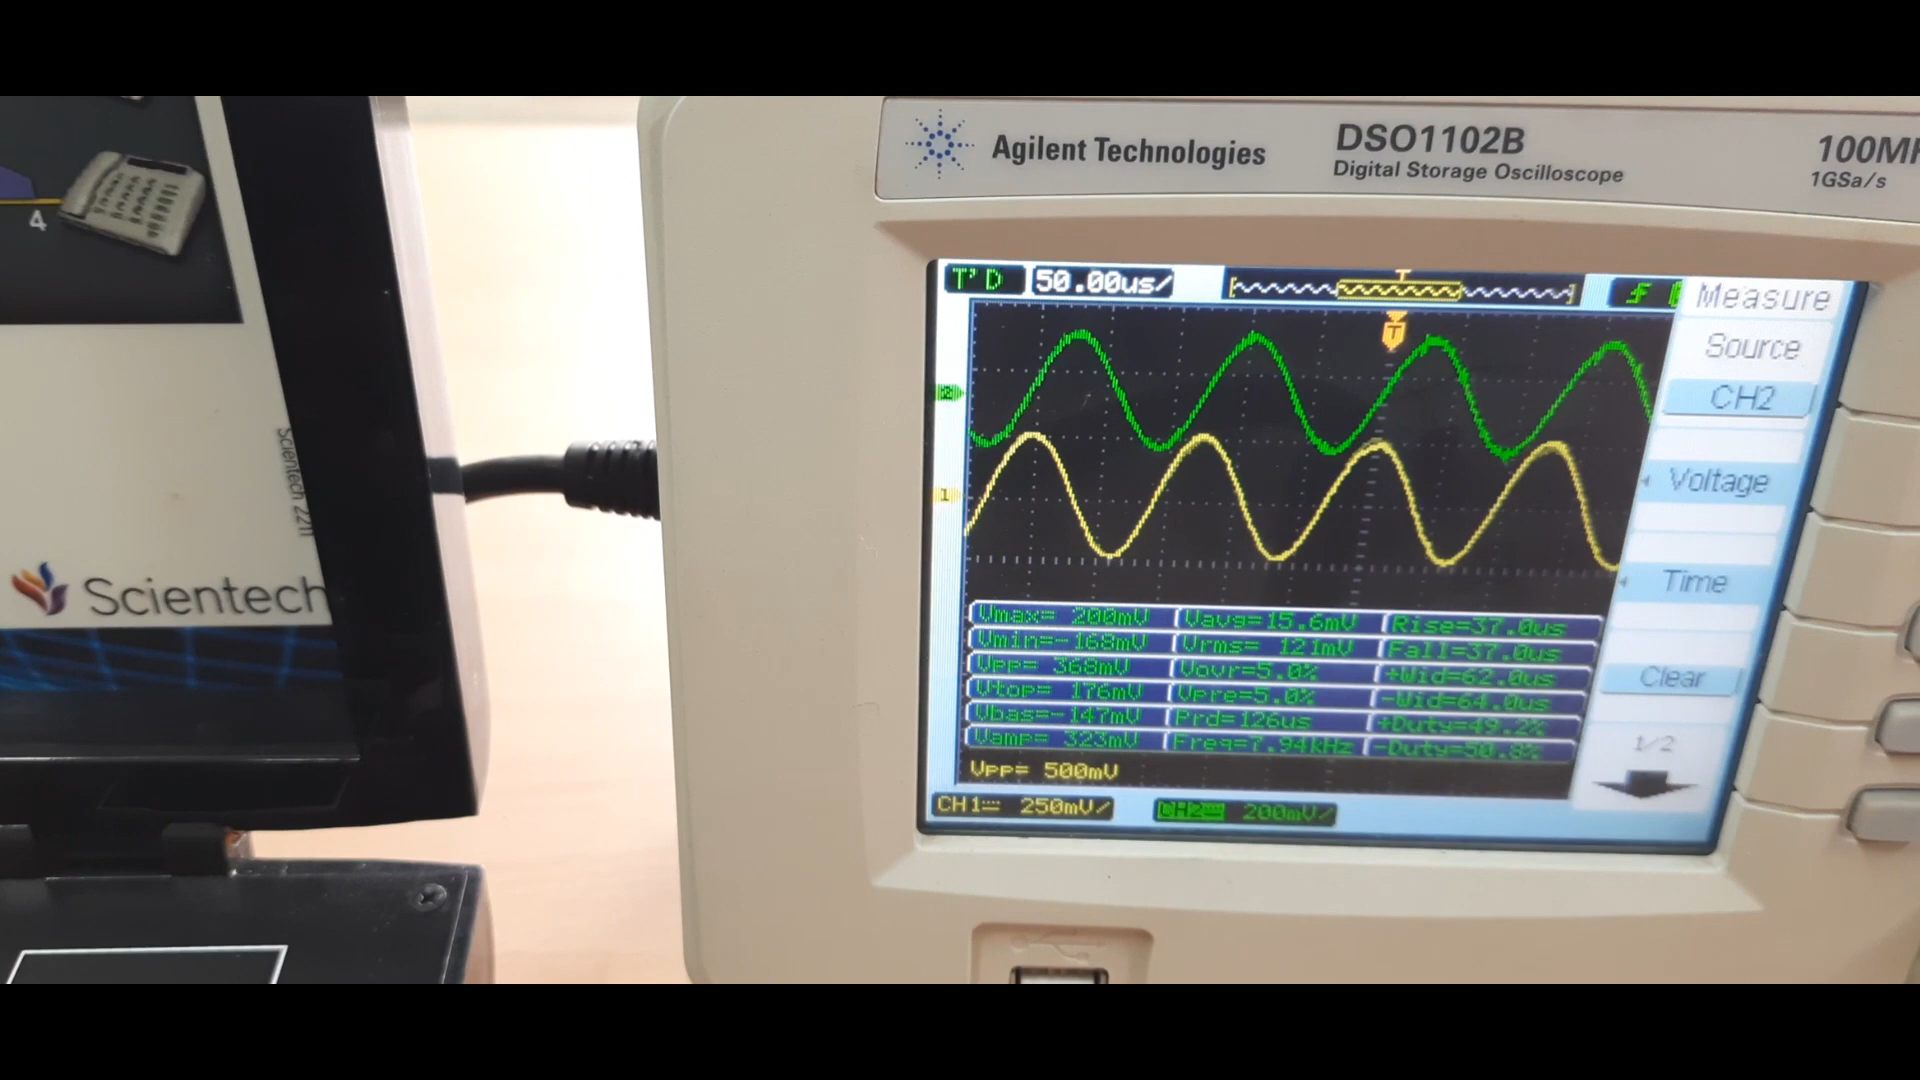 Agilent Technologies
DSO1102B
Digital Storage Oscilloscope
1GSa/s
4
Scientech 2211
Scientech
T'D
50.00us/
T
T
2
1
Measure
Source
CH2
Voltage
Time
Clear
1/2
Vmax= 200mV Vavg=15.6mV Rise=37.0us
Vmin=-168mV Vrms= 121mV Fall=37.0us
Vpp= 368mV Vovr=5.0% +Wid=62.0us
Vtop= 176mV Vpre=5.0% -Wid=64.0us
Vbas=-147mV Prd=126us +Duty=49.2%
Vamp= 323mV Freq=7.94kHz -Duty=50.8%
Vpp= 500mV
CH1 250mV/ CH2 200mV/